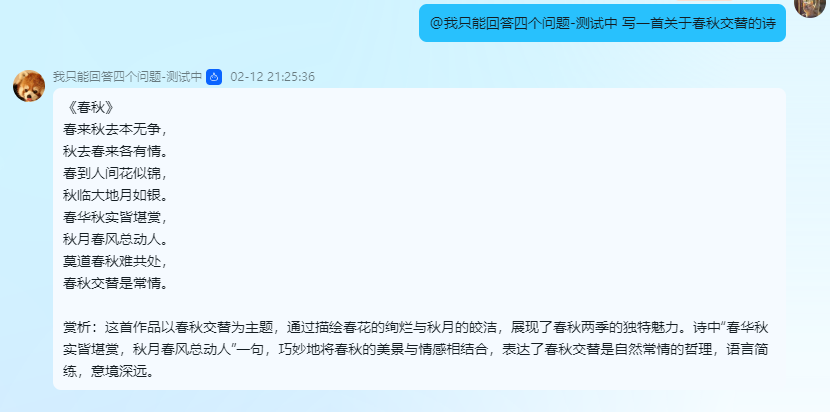 @我只能回答四个问题-测试中 写一首关于春秋交替的诗
我只能回答四个问题-测试中 02-12 21:25:36
《春秋》
春来秋去本无争，
秋去春来各有情。
春到人间花似锦，
秋临大地月如银。
春华秋实皆堪赏，
秋月春风总动人。
莫道春秋难共处，
春秋交替是常情。
赏析：这首作品以春秋交替为主题，通过描绘春花的绚烂与秋月的皎洁，展现了春秋两季的独特魅力。诗中“春华秋
实皆堪赏，秋月春风总动人”一句，巧妙地将春秋的美景与情感相结合，表达了春秋交替是自然常情的哲理，语言简
练，意境深远。